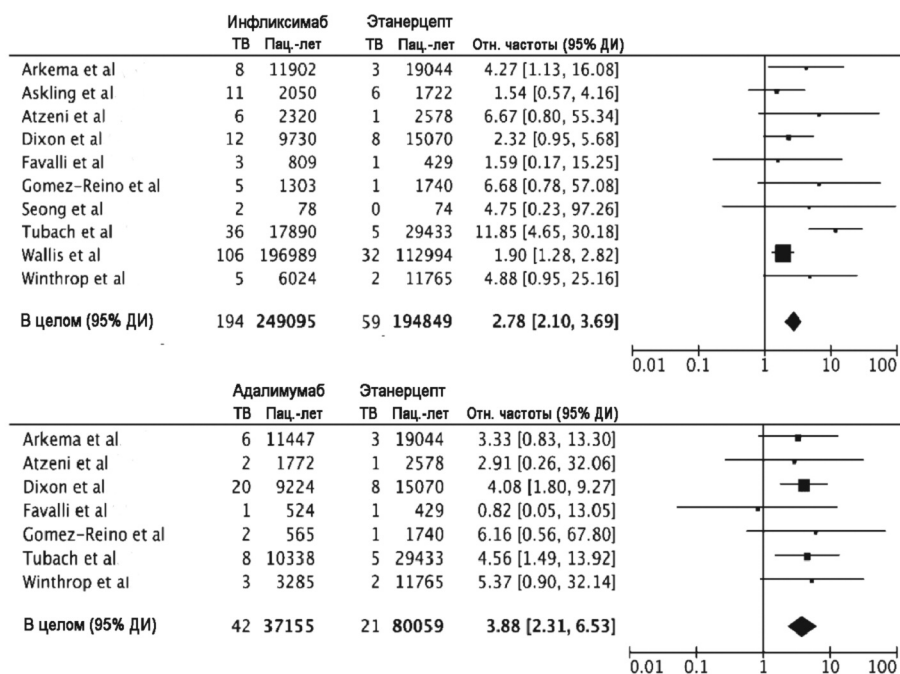 Инфликсимаб Этанерцепт
ТВ Пац.-лет ТВ Пац.-лет Отн. частоты (95% ДИ)
Arkema et al 8 11902 3 19044 4.27 [1.13, 16.08]
Askling et al 11 2050 6 1722 1.54 [0.57, 4.16]
Atzeni et al 6 2320 1 2578 6.67 [0.80, 55.34]
Dixon et al 12 9730 8 15070 2.32 [0.95, 5.68]
Favalli et al 3 809 1 429 1.59 [0.17, 15.25]
Gomez-Reino et al 5 1303 1 1740 6.68 [0.78, 57.08]
Seong et al 2 78 0 74 4.75 [0.23, 97.26]
Tubach et al 36 17890 5 29433 11.85 [4.65, 30.18]
Wallis et al 106 196989 32 112994 1.90 [1.28, 2.82]
Winthrop et al 5 6024 2 11765 4.88 [0.95, 25.16]
В целом (95% ДИ) 194 249095 59 194849 2.78 [2.10, 3.69]
0.01 0.1 1 10 100
Адалимумаб Этанерцепт
ТВ Пац.-лет ТВ Пац.-лет Отн. частоты (95% ДИ)
Arkema et al 6 11447 3 19044 3.33 [0.83, 13.30]
Atzeni et al 2 1772 1 2578 2.91 [0.26, 32.06]
Dixon et al 20 9224 8 15070 4.08 [1.80, 9.27]
Favalli et al 1 524 1 429 0.82 [0.05, 13.05]
Gomez-Reino et al 2 565 1 1740 6.16 [0.56, 67.80]
Tubach et al 8 10338 5 29433 4.56 [1.49, 13.92]
Winthrop et al 3 3285 2 11765 5.37 [0.90, 32.14]
В целом (95% ДИ) 42 37155 21 80059 3.88 [2.31, 6.53]
0.01 0.1 1 10 100